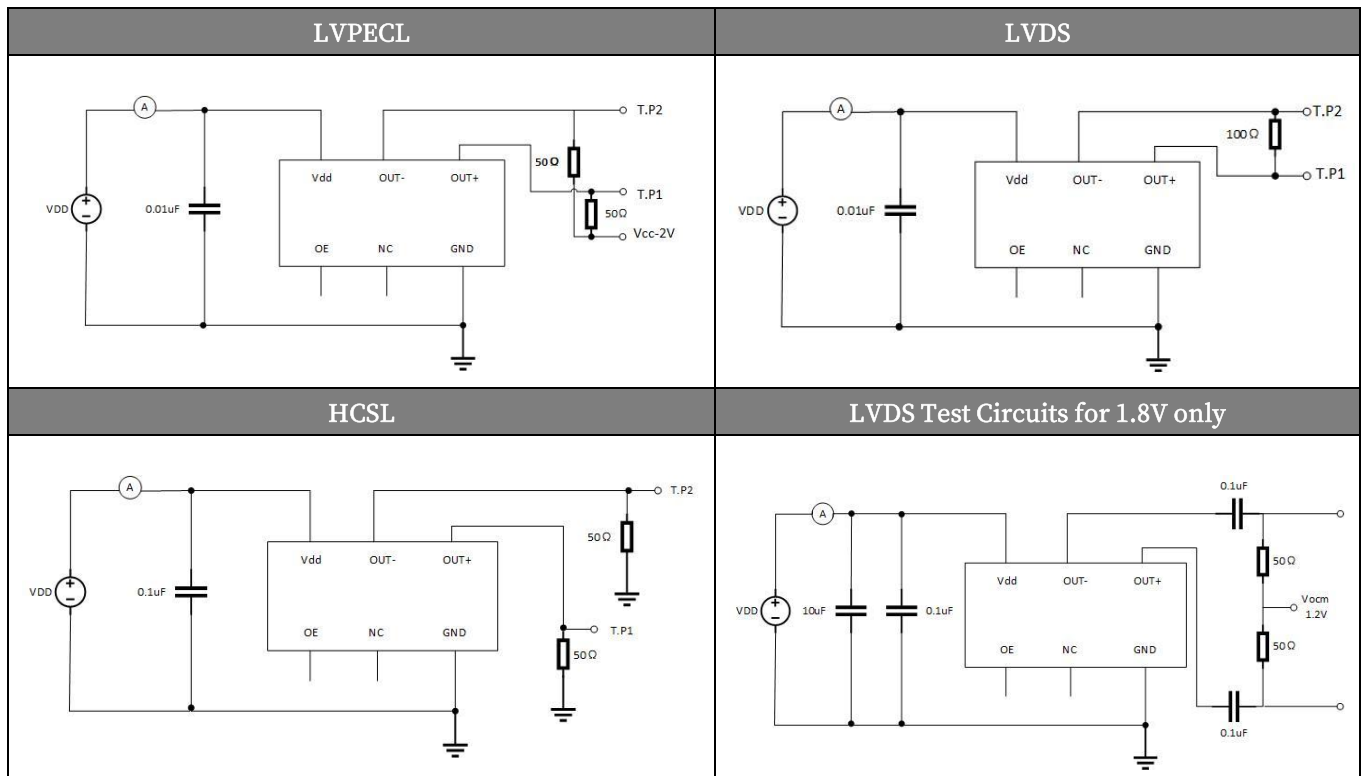 LVPECL
A
T.P2
50Ω
Vdd
OUT-
OUT+
T.P1
VDD
+
−
0.01uF
50Ω
Vcc-2V
OE
NC
GND
LVDS
A
T.P2
100Ω
Vdd
OUT-
OUT+
T.P1
VDD
+
−
0.01uF
OE
NC
GND
HCSL
A
T.P2
50Ω
Vdd
OUT-
OUT+
VDD
+
−
0.1uF
OE
NC
GND
T.P1
50Ω
LVDS Test Circuits for 1.8V only
0.1uF
A
50Ω
Vdd
OUT-
OUT+
VDD
+
−
10uF
0.1uF
Vocm
1.2V
OE
NC
GND
50Ω
0.1uF